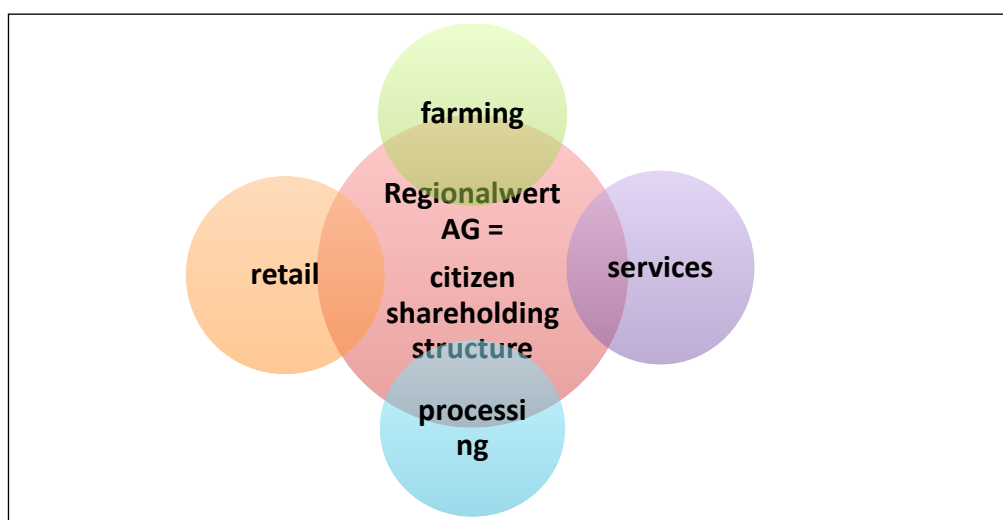 farming
Regionalwert
AG =
citizen
shareholding
structure
retail
services
processi
ng